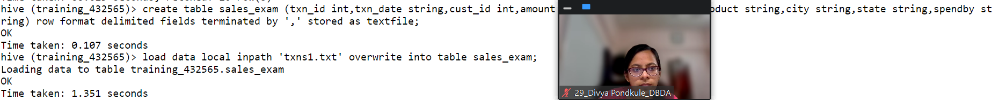 hive (training_432565)> create table sales_exam (txn_id int,txn_date string,cust_id int,amount oduct string,city string,state string,spendby st
ring) row format delimited fields terminated by ',' stored as textfile;
OK
Time taken: 0.107 seconds
hive (training_432565)> load data local inpath 'txns1.txt' overwrite into table sales_exam;
Loading data to table training_432565.sales_exam
OK
Time taken: 1.351 seconds
29_Divya Pondkule_DBDA